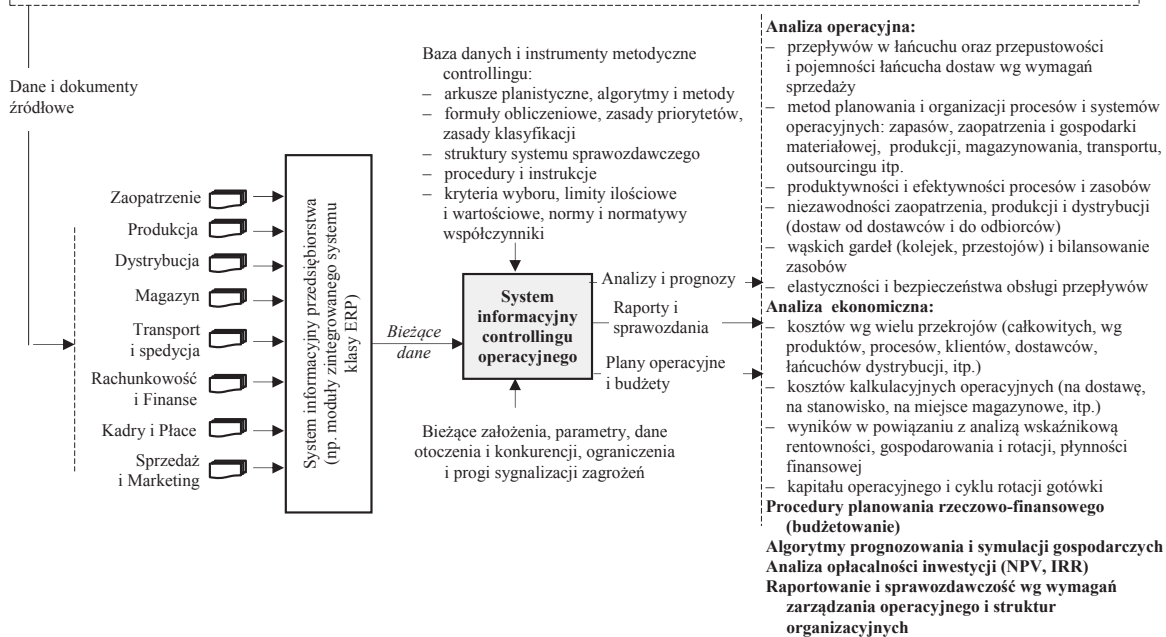 Dane i dokumenty
źródłowe
Zaopatrzenie
Produkcja
Dystrybucja
Magazyn
Transport
i spedycja
Rachunkowość
i Finanse
Kadry i Płace
Sprzedaż
i Marketing
System informacyjny przedsiębiorstwa
(np. moduły zintegrowanego systemu
klasy ERP)
Bieżące
dane
Baza danych i instrumenty metodyczne
controllingu:
– arkusze planistyczne, algorytmy i metody
– formuły obliczeniowe, zasady priorytetów,
zasady klasyfikacji
– struktury systemu sprawozdawczego
– procedury i instrukcje
– kryteria wyboru, limity ilościowe
i wartościowe, normy i normatywy
współczynniki
System
informacyjny
controllingu
operacyjnego
Bieżące założenia, parametry, dane
otoczenia i konkurencji, ograniczenia
i progi sygnalizacji zagrożeń
Analizy i prognozy
Raporty i
sprawozdania
Plany operacyjne
i budżety
Analiza operacyjna:
– przepływów w łańcuchu oraz przepustowości
i pojemności łańcucha dostaw wg wymagań
sprzedaży
– metod planowania i organizacji procesów i systemów
operacyjnych: zapasów, zaopatrzenia i gospodarki
materiałowej, produkcji, magazynowania, transportu,
outsourcingu itp.
– produktywności i efektywności procesów i zasobów
– niezawodności zaopatrzenia, produkcji i dystrybucji
(dostaw od dostawców i do odbiorców)
– wąskich gardeł (kolejek, przestojów) i bilansowanie
zasobów
– elastyczności i bezpieczeństwa obsługi przepływów
Analiza ekonomiczna:
– kosztów wg wielu przekrojów (całkowitych, wg
produktów, procesów, klientów, dostawców,
łańcuchów dystrybucji, itp.)
– kosztów kalkulacyjnych operacyjnych (na dostawę,
na stanowisko, na miejsce magazynowe, itp.)
– wyników w powiązaniu z analizą wskaźnikową
rentowności, gospodarowania i rotacji, płynności
finansowej
– kapitału operacyjnego i cyklu rotacji gotówki
Procedury planowania rzeczowo-finansowego
(budżetowanie)
Algorytmy prognozowania i symulacji gospodarczych
Analiza opłacalności inwestycji (NPV, IRR)
Raportowanie i sprawozdawczość wg wymagań
zarządzania operacyjnego i struktur
organizacyjnych